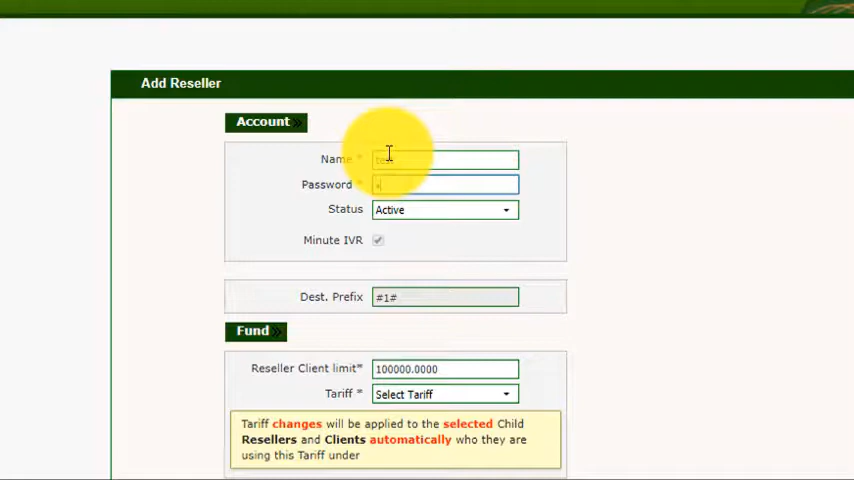 Add Reseller
Account »
Name * test
Password *
Status Active
Minute IVR
Dest. Prefix #1#
Fund »
Reseller Client limit* 100000.0000
Tariff * Select Tariff
Tariff changes will be applied to the selected Child
Resellers and Clients automatically who they are
using this Tariff under